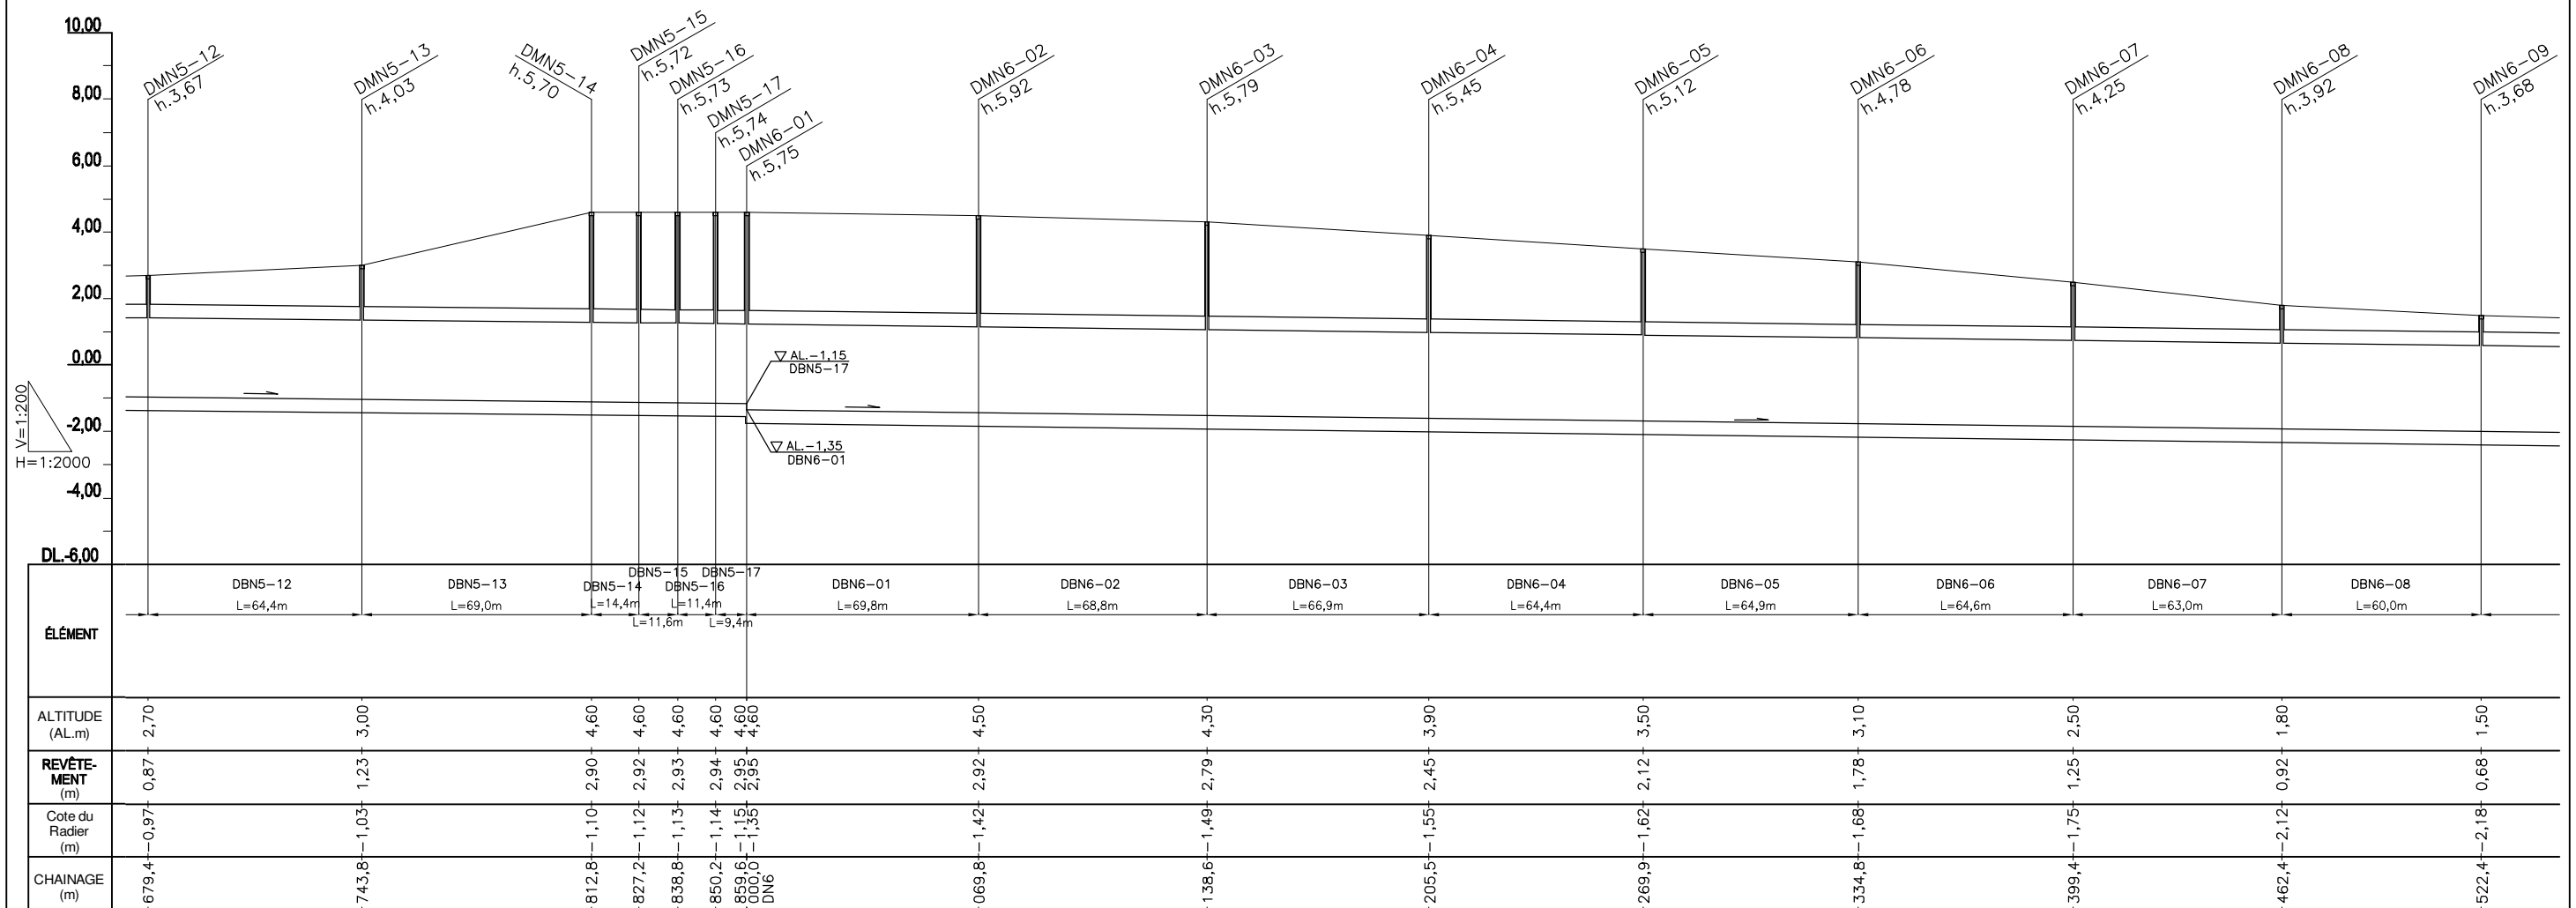 10,00
8,00
6,00
4,00
2,00
0,00
-2,00
-4,00
DL.-6,00
V=1:200
H=1:2000
DMN5-12
h.3,67
DMN5-13
h.4,03
DMN5-14
h.5,70
DMN5-15
h.5,72
DMN5-16
h.5,73
DMN5-17
h.5,74
DMN6-01
h.5,75
DMN6-02
h.5,92
DMN6-03
h.5,79
DMN6-04
h.5,45
DMN6-05
h.5,12
DMN6-06
h.4,78
DMN6-07
h.4,25
DMN6-08
h.3,92
DMN6-09
h.3,68
AL.-1,15
DBN5-17
AL.-1,35
DBN6-01
ÉLÉMENT
DBN5-12
L=64,4m
DBN5-13
L=69,0m
DBN5-14
L=14,4m
DBN5-15
L=11,6m
DBN5-16
L=11,4m
DBN5-17
L=9,4m
DBN6-01
L=69,8m
DBN6-02
L=68,8m
DBN6-03
L=66,9m
DBN6-04
L=64,4m
DBN6-05
L=64,9m
DBN6-06
L=64,6m
DBN6-07
L=63,0m
DBN6-08
L=60,0m
ALTITUDE
(AL.m)
2,70
3,00
4,60
4,60
4,60
4,60
4,60
4,60
4,50
4,30
3,90
3,50
3,10
2,50
1,80
1,50
REVÊTE-
MENT
(m)
0,87
1,23
2,90
2,92
2,93
2,94
2,95
2,95
2,92
2,79
2,45
2,12
1,78
1,25
0,92
0,68
Cote du
Radier
(m)
-0,97
-1,03
-1,10
-1,12
-1,13
-1,14
-1,15
-1,35
-1,42
-1,49
-1,55
-1,62
-1,68
-1,75
-2,12
-2,18
CHAINAGE
(m)
679,4
743,8
812,8
827,2
838,8
850,2
859,6
000,0
DN6
069,8
138,6
205,5
269,9
334,8
399,4
462,4
522,4